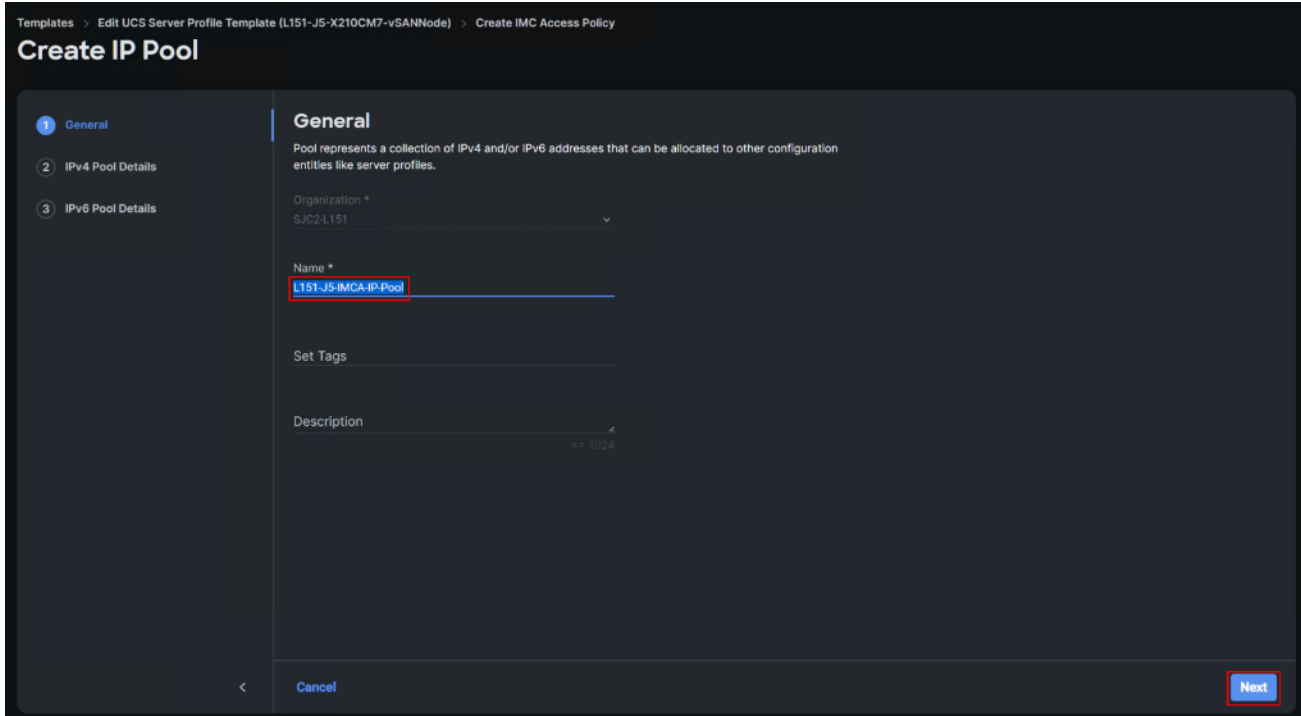 Templates > Edit UCS Server Profile Template (L151-J5-X210CM7-vSANNode) > Create IMC Access Policy
Create IP Pool
1 General
2 IPv4 Pool Details
3 IPv6 Pool Details
General
Pool represents a collection of IPv4 and/or IPv6 addresses that can be allocated to other configuration
entities like server profiles.
Organization *
SJC2-L151
Name *
L151-J5-IMCA-IP-Pool
Set Tags
Description
<= 1024
Cancel
Next